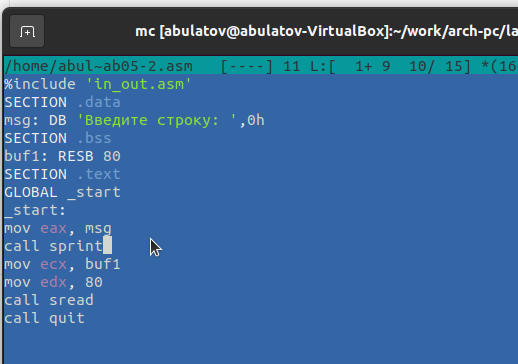 mc [abulatov@abulatov-VirtualBox]:~/work/arch-pc/la
/home/abul~ab05-2.asm [----] 11 L:[ 1+ 9 10/ 15] *(16
%include 'in_out.asm'
SECTION .data
msg: DB 'Введите строку: ',0h
SECTION .bss
buf1: RESB 80
SECTION .text
GLOBAL _start
_start:
mov eax, msg
call sprint
mov ecx, buf1
mov edx, 80
call sread
call quit